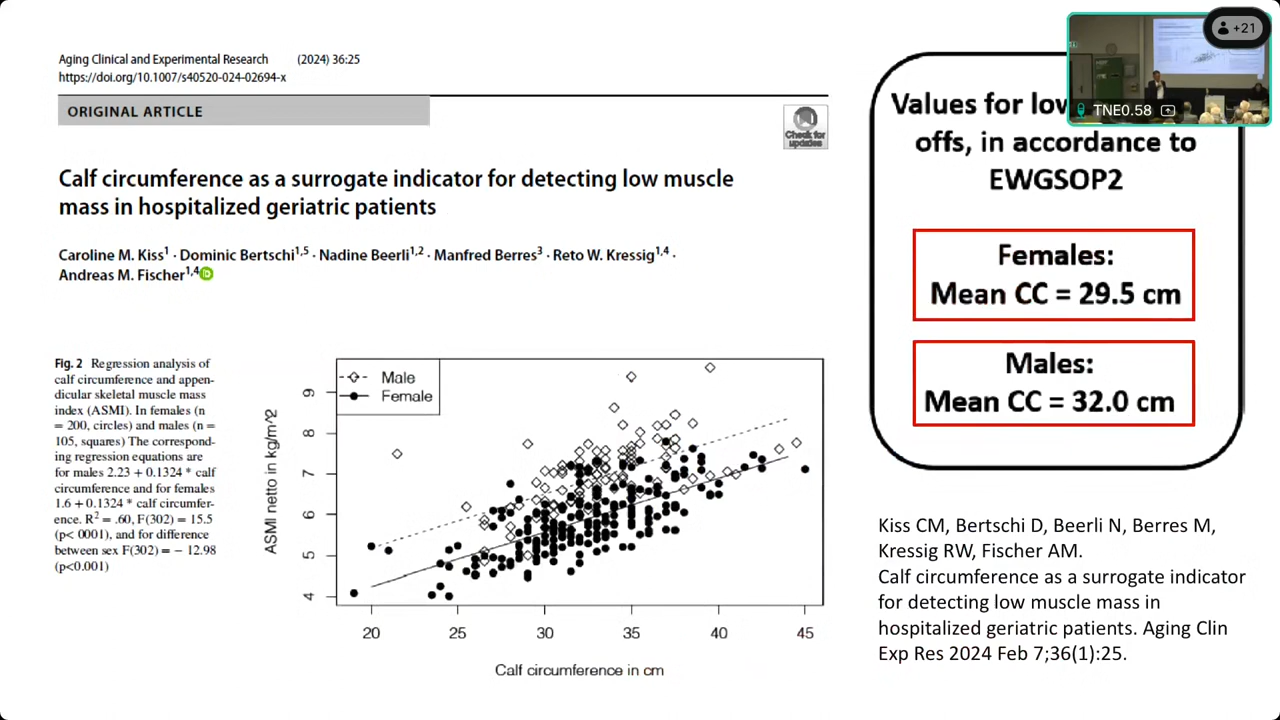 Aging Clinical and Experimental Research (2024) 36:25
https://doi.org/10.1007/s40520-024-02694-x
ORIGINAL ARTICLE
Check for
updates
Calf circumference as a surrogate indicator for detecting low muscle
mass in hospitalized geriatric patients
Caroline M. Kiss1 · Dominic Bertschi1,5 · Nadine Beerli1,2 · Manfred Berres3 · Reto W. Kressig1,4 ·
Andreas M. Fischer1,4 iD
Fig. 2 Regression analysis of
calf circumference and appen-
dicular skeletal muscle mass
index (ASMI). In females (n
= 200, circles) and males (n =
105, squares) The correspond-
ing regression equations are
for males 2.23 + 0.1324 * calf
circumference and for females
1.6 + 0.1324 * calf circumfer-
ence. R2 = .60, F(302) = 15.5
(p< 0001), and for difference
between sex F(302) = − 12.98
(p<0.001)
Male
Female
ASMI netto in kg/m^2
9
8
7
6
5
4
20 25 30 35 40 45
Calf circumference in cm
+21
TNE0.58
Values for low
offs, in accordance to
EWGSOP2
Females:
Mean CC = 29.5 cm
Males:
Mean CC = 32.0 cm
Kiss CM, Bertschi D, Beerli N, Berres M,
Kressig RW, Fischer AM.
Calf circumference as a surrogate indicator
for detecting low muscle mass in
hospitalized geriatric patients. Aging Clin
Exp Res 2024 Feb 7;36(1):25.